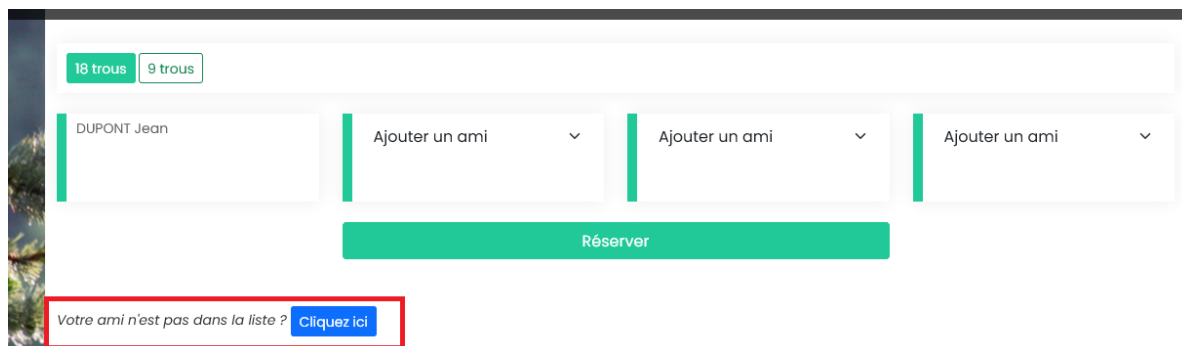 18 trous 9 trous
DUPONT Jean Ajouter un ami Ajouter un ami Ajouter un ami
Réserver
Votre ami n'est pas dans la liste ? Cliquez ici